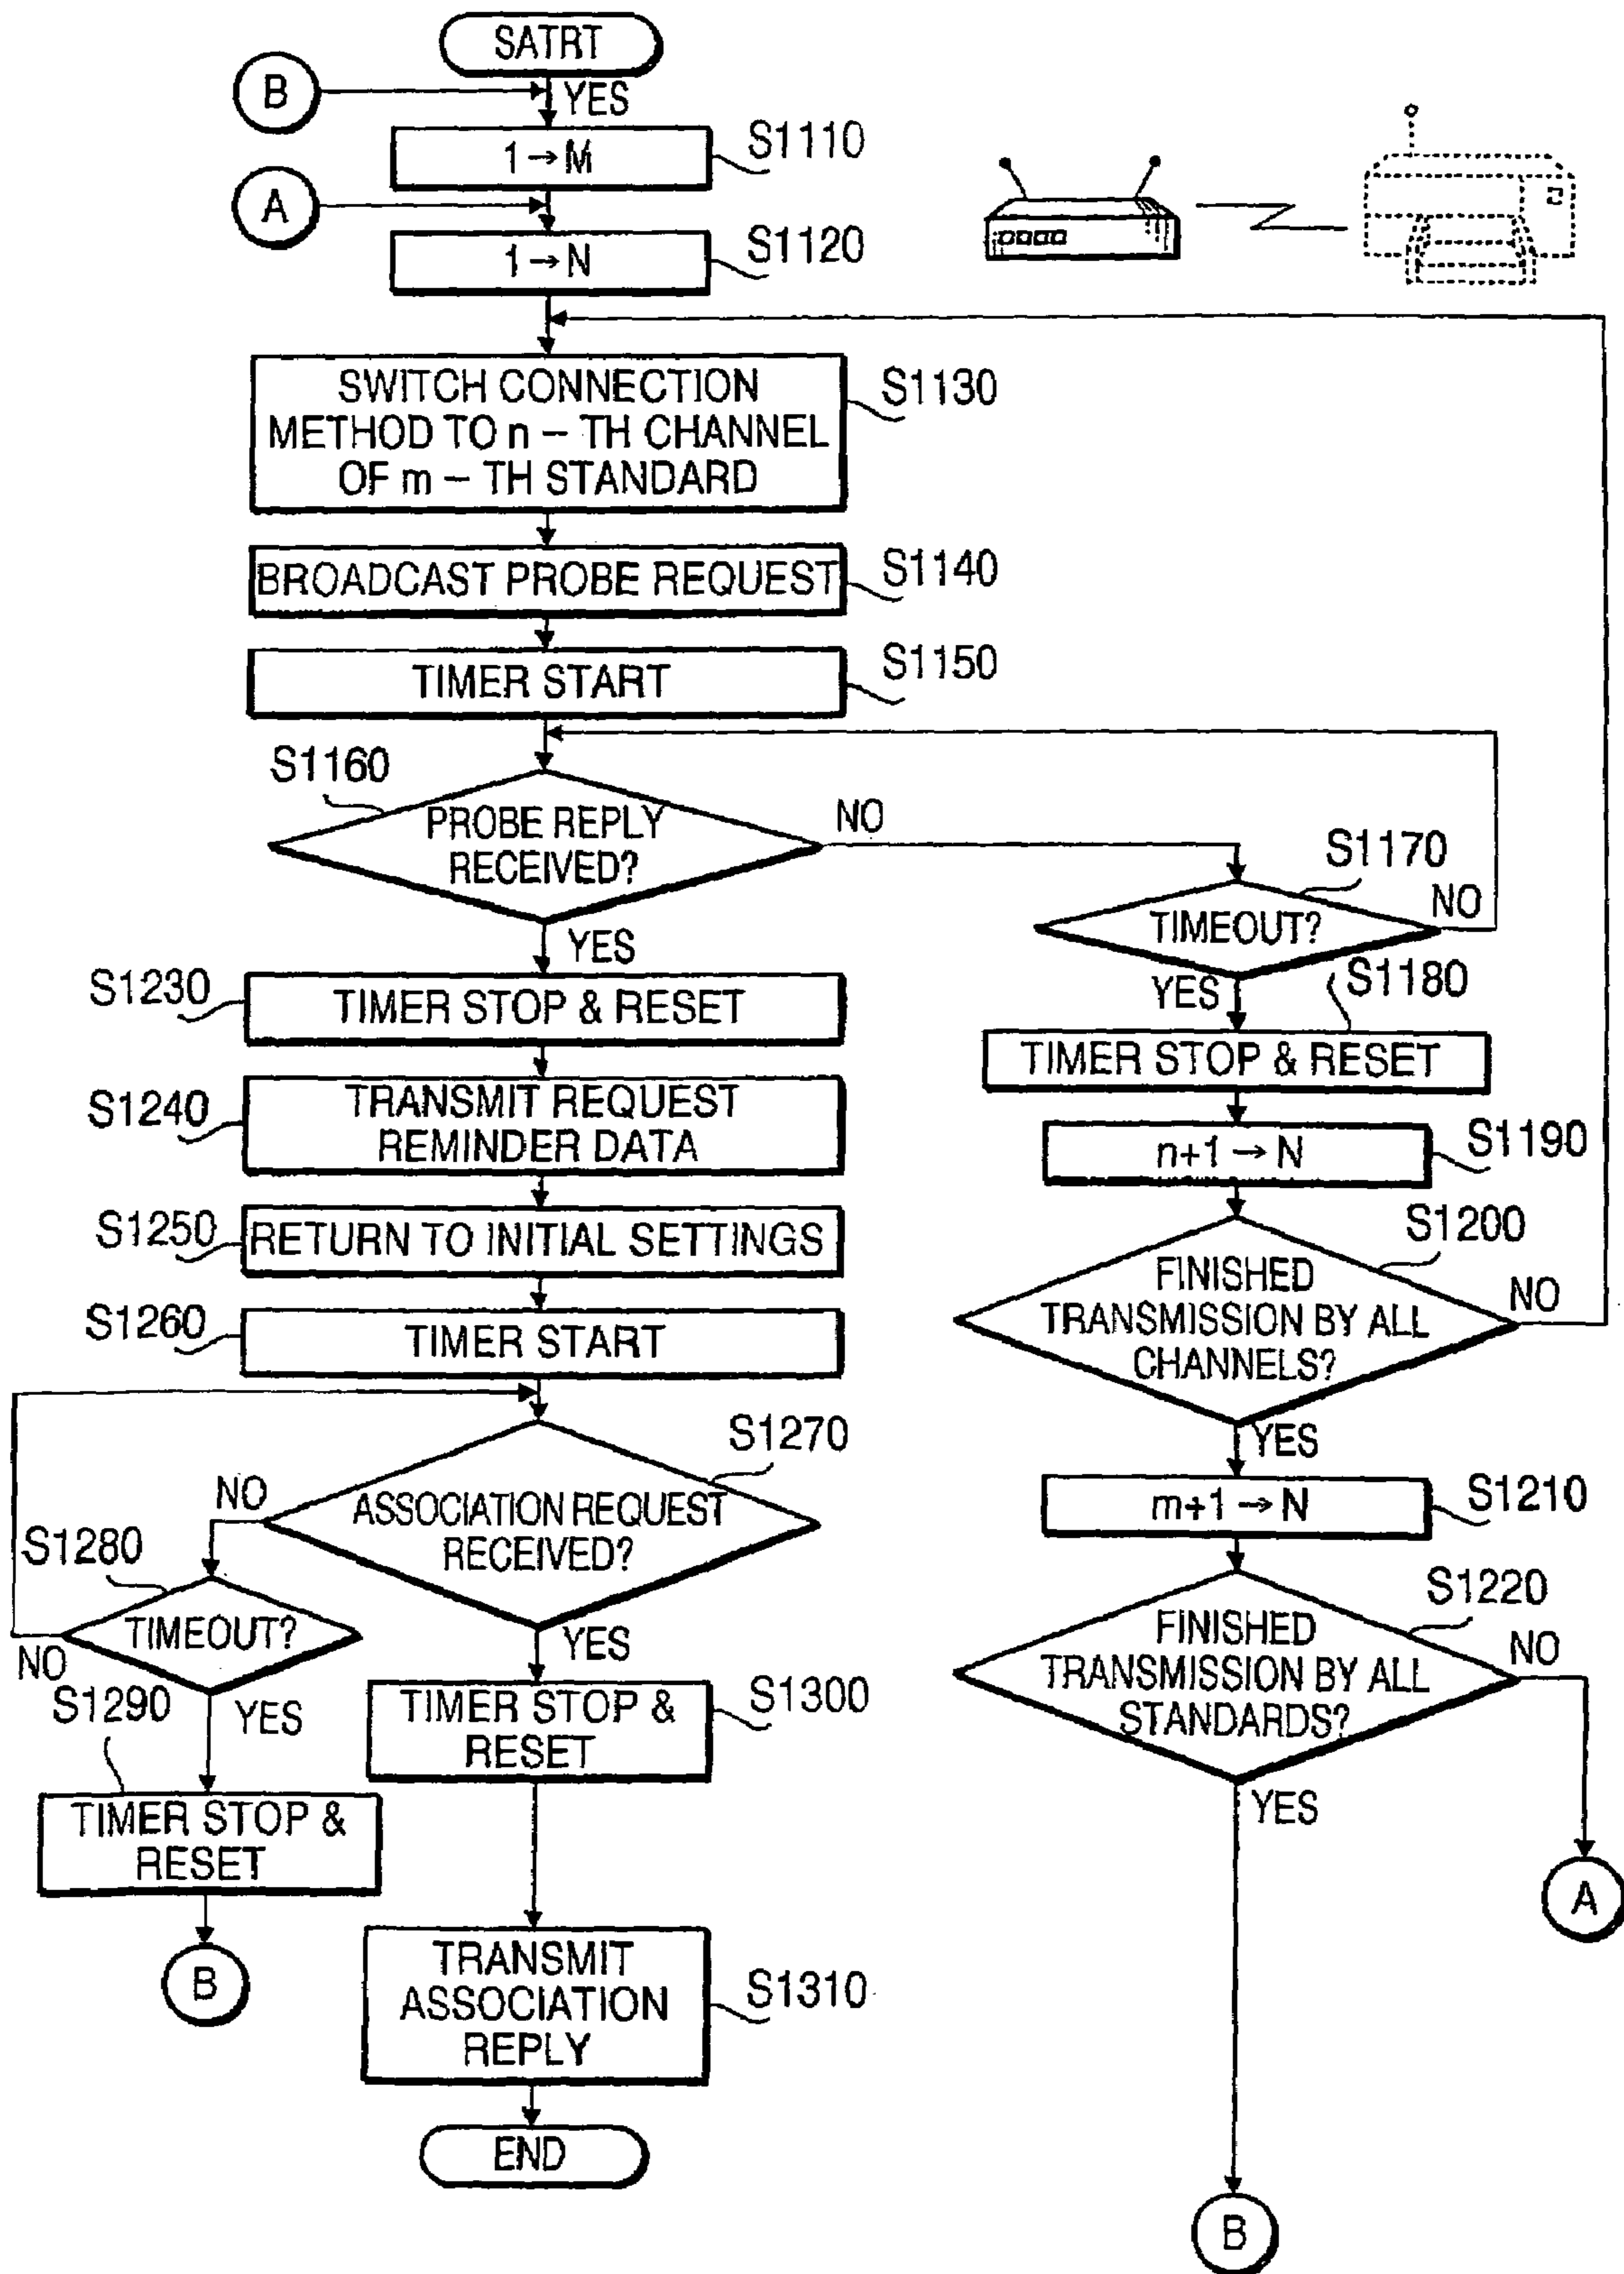 SATRT
B
YES
1→M
S1110
A
1→N
S1120
SWITCH CONNECTION
METHOD TO n – TH CHANNEL
OF m – TH STANDARD
S1130
BROADCAST PROBE REQUEST
S1140
TIMER START
S1150
S1160
PROBE REPLY
RECEIVED?
NO
YES
S1170
TIMEOUT?
NO
YES
S1180
TIMER STOP & RESET
n+1→N
S1190
S1200
FINISHED
TRANSMISSION BY ALL
CHANNELS?
NO
YES
m+1→N
S1210
S1220
FINISHED
TRANSMISSION BY ALL
STANDARDS?
NO
YES
A
B
S1230
TIMER STOP & RESET
S1240
TRANSMIT REQUEST
REMINDER DATA
S1250
RETURN TO INITIAL SETTINGS
S1260
TIMER START
S1270
ASSOCIATION REQUEST
RECEIVED?
NO
YES
S1280
TIMEOUT?
NO
YES
S1290
TIMER STOP &
RESET
B
TIMER STOP &
RESET
S1300
TRANSMIT
ASSOCIATION
REPLY
S1310
END